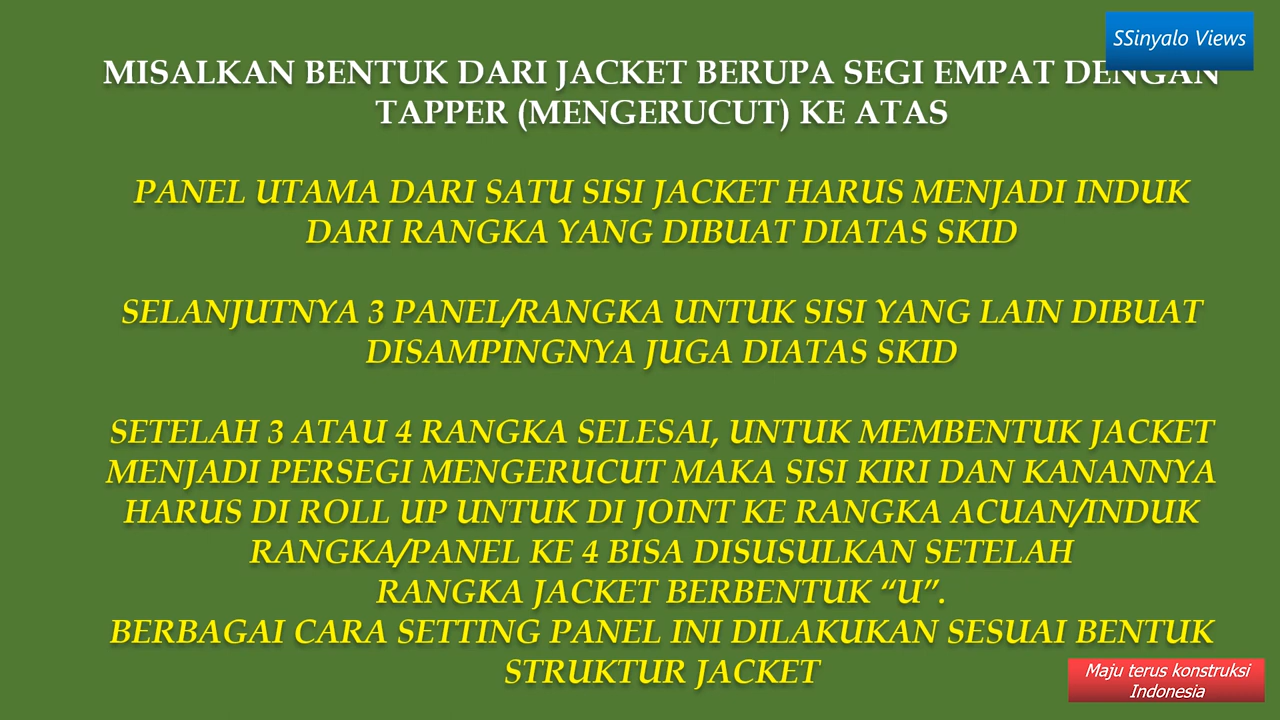 SSinyalo Views
MISALKAN BENTUK DARI JACKET BERUPA SEGI EMPAT DENGAN
TAPPER (MENGERUCUT) KE ATAS
PANEL UTAMA DARI SATU SISI JACKET HARUS MENJADI INDUK
DARI RANGKA YANG DIBUAT DIATAS SKID
SELANJUTNYA 3 PANEL/RANGKA UNTUK SISI YANG LAIN DIBUAT
DISAMPINGNYA JUGA DIATAS SKID
SETELAH 3 ATAU 4 RANGKA SELESAI, UNTUK MEMBENTUK JACKET
MENJADI PERSEGI MENGERUCUT MAKA SISI KIRI DAN KANANNYA
HARUS DI ROLL UP UNTUK DI JOINT KE RANGKA ACUAN/INDUK
RANGKA/PANEL KE 4 BISA DISUSULKAN SETELAH
RANGKA JACKET BERBENTUK “U”.
BERBAGAI CARA SETTING PANEL INI DILAKUKAN SESUAI BENTUK
STRUKTUR JACKET
Maju terus konstruksi
Indonesia